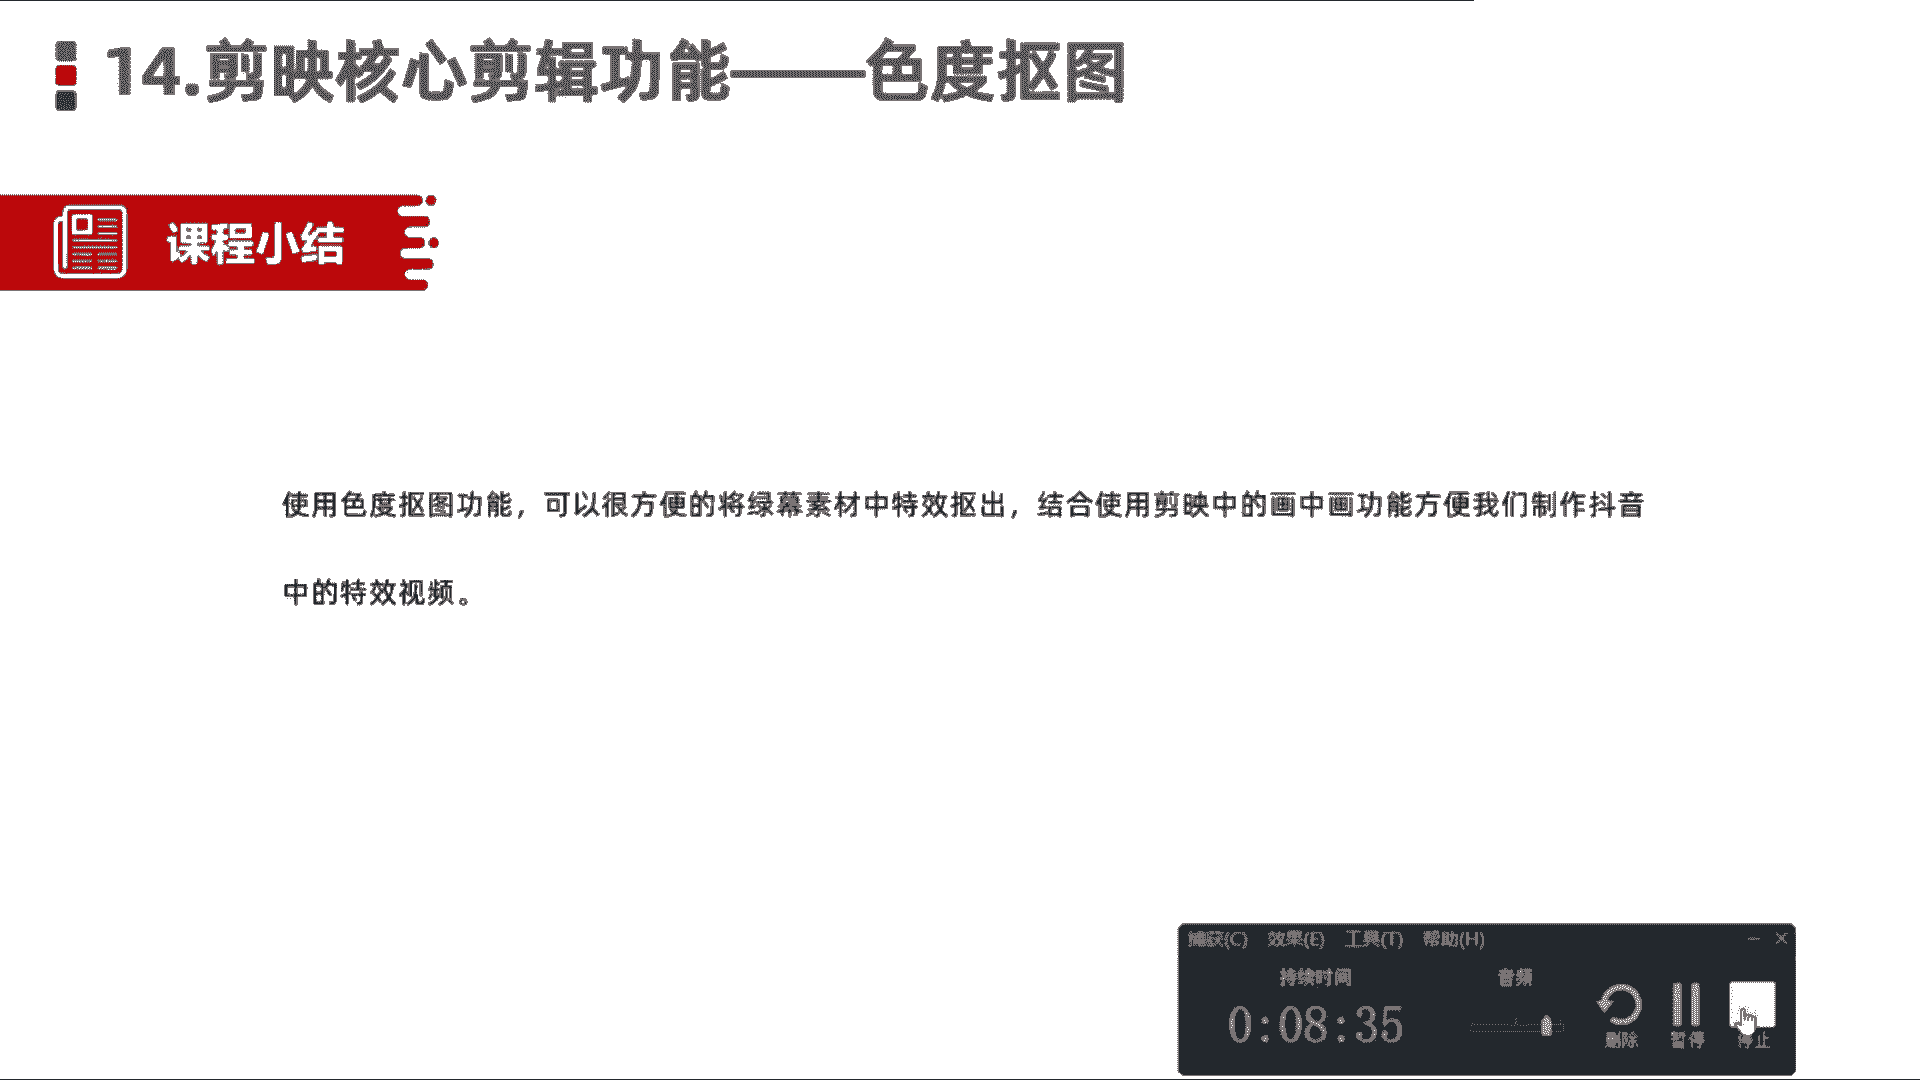 14.剪映核心剪辑功能——色度抠图
课程小结
使用色度抠图功能，可以很方便的将绿幕素材中特效抠出，结合使用剪映中的画中画功能方便我们制作抖音
中的特效视频。
捕获(C) 效果(E) 工具(T) 帮助(H)
持续时间 音频
0:08:35
删除 暂停 停止